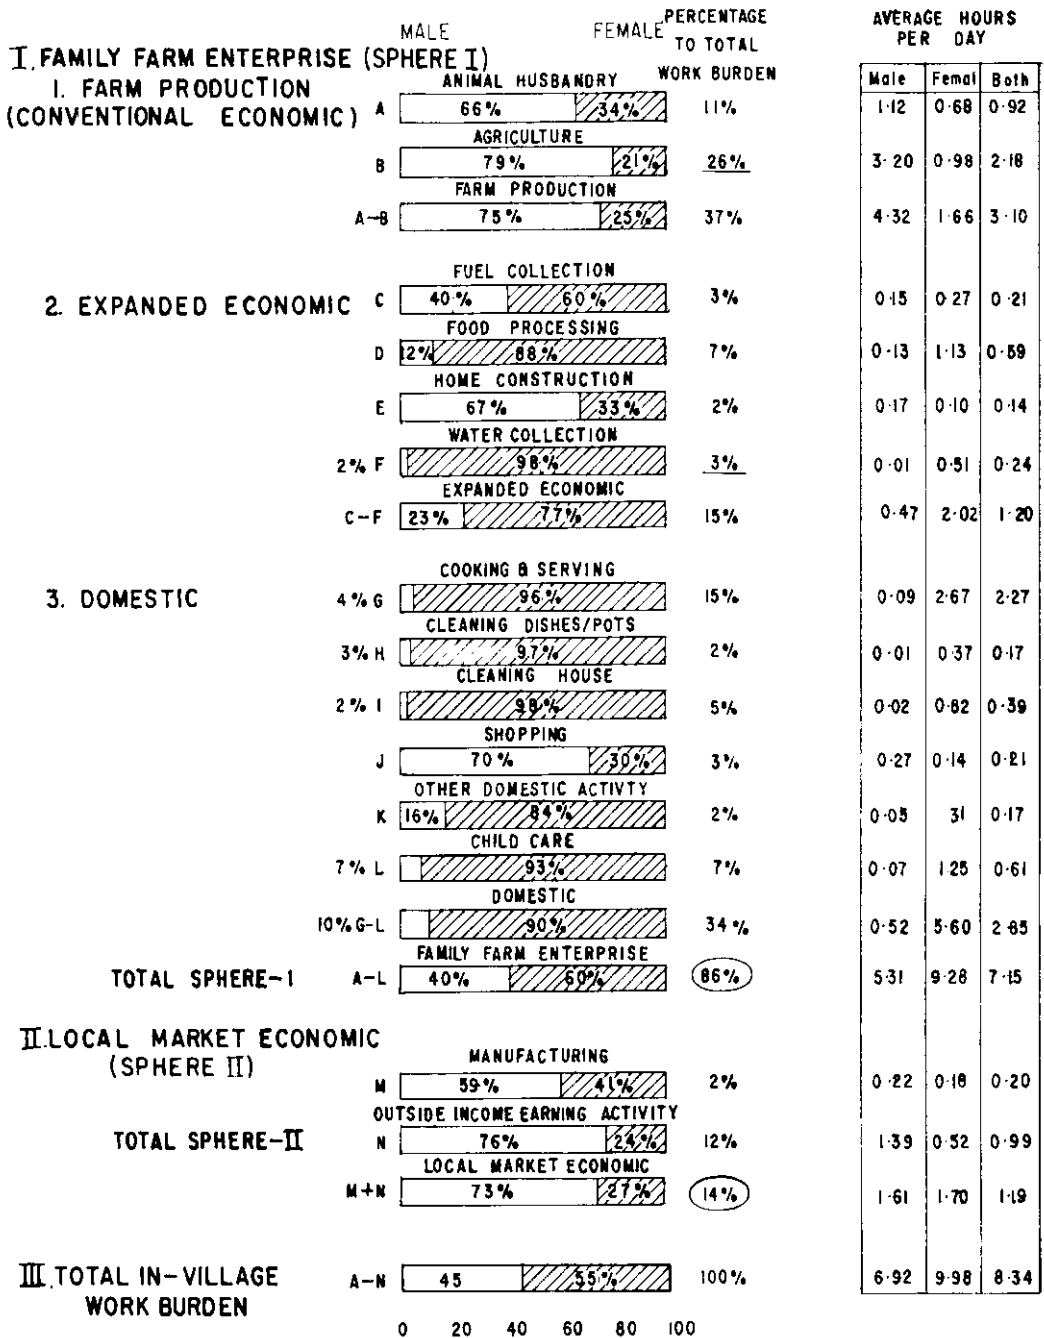 MALE FEMALE PERCENTAGE TO TOTAL WORK BURDEN AVERAGE HOURS PER DAY
I. FAMILY FARM ENTERPRISE (SPHERE I)
Male Femal Both
1. FARM PRODUCTION
(CONVENTIONAL ECONOMIC)
ANIMAL HUSBANDRY
A 66% 34% 11% 1·12 0·68 0·92
AGRICULTURE
B 79% 21% 26% 3·20 0·98 2·18
FARM PRODUCTION
A-B 75% 25% 37% 4·32 1·66 3·10
2. EXPANDED ECONOMIC
FUEL COLLECTION
C 40% 60% 3% 0·15 0·27 0·21
FOOD PROCESSING
D 12% 88% 7% 0·13 1·13 0·59
HOME CONSTRUCTION
E 67% 33% 2% 0·17 0·10 0·14
WATER COLLECTION
2% F 98% 3% 0·01 0·51 0·24
EXPANDED ECONOMIC
C-F 23% 77% 15% 0·47 2·02 1·20
3. DOMESTIC
COOKING & SERVING
4% G 96% 15% 0·09 2·67 2·27
CLEANING DISHES/POTS
3% H 97% 2% 0·01 0·37 0·17
CLEANING HOUSE
2% I 98% 5% 0·02 0·82 0·39
SHOPPING
J 70% 30% 3% 0·27 0·14 0·21
OTHER DOMESTIC ACTIVTY
K 16% 84% 2% 0·05 31 0·17
CHILD CARE
7% L 93% 7% 0·07 1·25 0·61
DOMESTIC
10% G-L 90% 34% 0·52 5·60 2·85
FAMILY FARM ENTERPRISE
TOTAL SPHERE-I A-L 40% 60% 86% 5·31 9·28 7·15
II. LOCAL MARKET ECONOMIC
(SPHERE II)
MANUFACTURING
M 59% 41% 2% 0·22 0·18 0·20
OUTSIDE INCOME EARNING ACTIVITY
TOTAL SPHERE-II N 76% 24% 12% 1·39 0·52 0·99
LOCAL MARKET ECONOMIC
M+N 73% 27% 14% 1·61 1·70 1·19
III. TOTAL IN-VILLAGE
WORK BURDEN
A-N 45 55% 100% 6·92 9·98 8·34
0 20 40 60 80 100